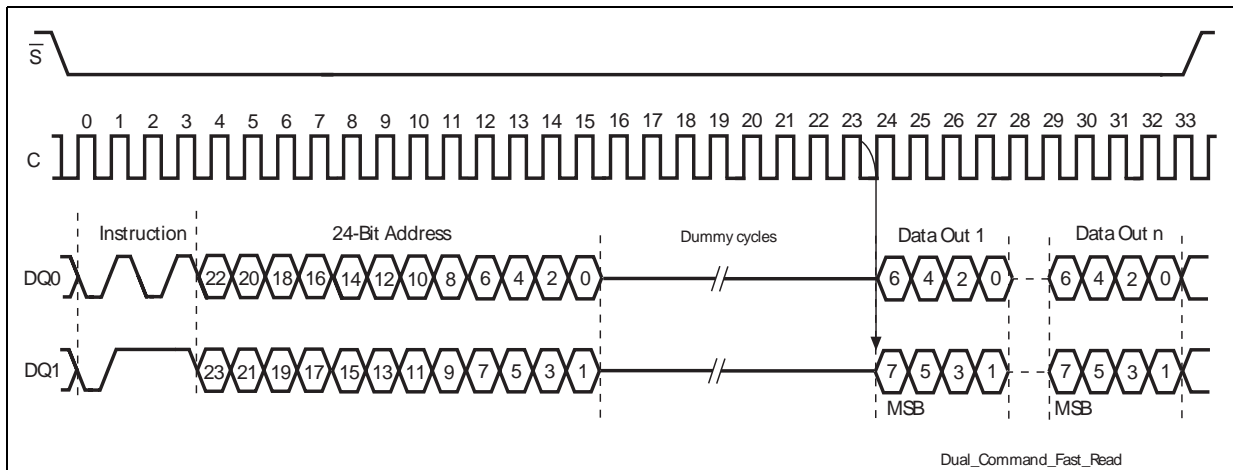 S
0 1 2 3 4 5 6 7 8 9 10 11 12 13 14 15 16 17 18 19 20 21 22 23 24 25 26 27 28 29 30 31 32 33
C
Instruction 24-Bit Address Dummy cycles Data Out 1 Data Out n
DQ0 22 20 18 16 14 12 10 8 6 4 2 0 6 4 2 0 6 4 2 0
DQ1 23 21 19 17 15 13 11 9 7 5 3 1 7 5 3 1 7 5 3 1
MSB MSB
Dual_Command_Fast_Read